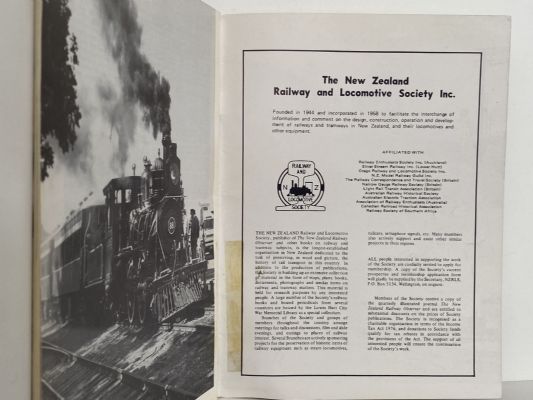 The New Zealand
Railway and Locomotive Society Inc.
Founded in 1944 and incorporated in 1958 to facilitate the interchange of
information and comment on the design, construction, operation and develop-
ment of railways and tramways in New Zealand, and their locomotives and
other equipment.
RAILWAY
AND
N Z
LOCOMOTIVE
SOCIETY
AFFILIATED WITH
Railway Enthusiasts Society Inc. (Auckland)
Silver Stream Railway Inc. (Lower Hutt)
Otago Railway and Locomotive Society Inc.
N.Z. Model Railway Guild Inc.
The Railway Correspondence and Travel Society (Britain)
Narrow Gauge Railway Society (Britain)
Light Rail Transit Association (Britain)
Australian Railway Historical Society
Australian Electric Traction Association
Association of Railway Enthusiasts (Australia)
Canadian Railroad Historical Association
Railway Society of Southern Africa
THE NEW ZEALAND Railway and Locomotive
Society, publisher of The New Zealand Railway
Observer and other books on railway and
tramway subjects, is the longest-established
organisation in New Zealand dedicated to the
task of preserving, in word and picture, the
history of rail transport in this country. In
addition to the production of publications,
the Society is building up an extensive collection
of material in the form of maps, plans, books,
documents, photographs and similar items on
railway and tramway matters. This material is
held for research purposes by any interested
people. A large number of the Society's railway
books and bound periodicals from several
countries are housed by the Lower Hutt City
War Memorial Library as a special collection.
Branches of the Society and groups of
members throughout the country arrange
meetings for talks and discussions, film and slide
evenings, and outings to places of railway
interest. Several Branches are actively sponsoring
projects for the preservation of historic items of
railway equipment such as steam locomotives,
railcars, semaphore signals, etc. Many members
also actively support and assist other similar
projects in their regions.
ALL people interested in supporting the work
of the Society are cordially invited to apply for
membership. A copy of the Society's current
prospectus and membership application form
will gladly be supplied by the Secretary, NZRLS,
P.O. Box 5134, Wellington, on request.
Members of the Society receive a copy of
the quarterly illustrated journal The New
Zealand Railway Observer and are entitled to
substantial discounts on the prices of Society
publications. The Society is recognised as a
charitable organisation in terms of the Income
Tax Act 1976, and donations to Society funds
qualify for tax rebates in accordance with
the provisions of the Act. The support of all
interested people will ensure the continuation
of the Society's work.